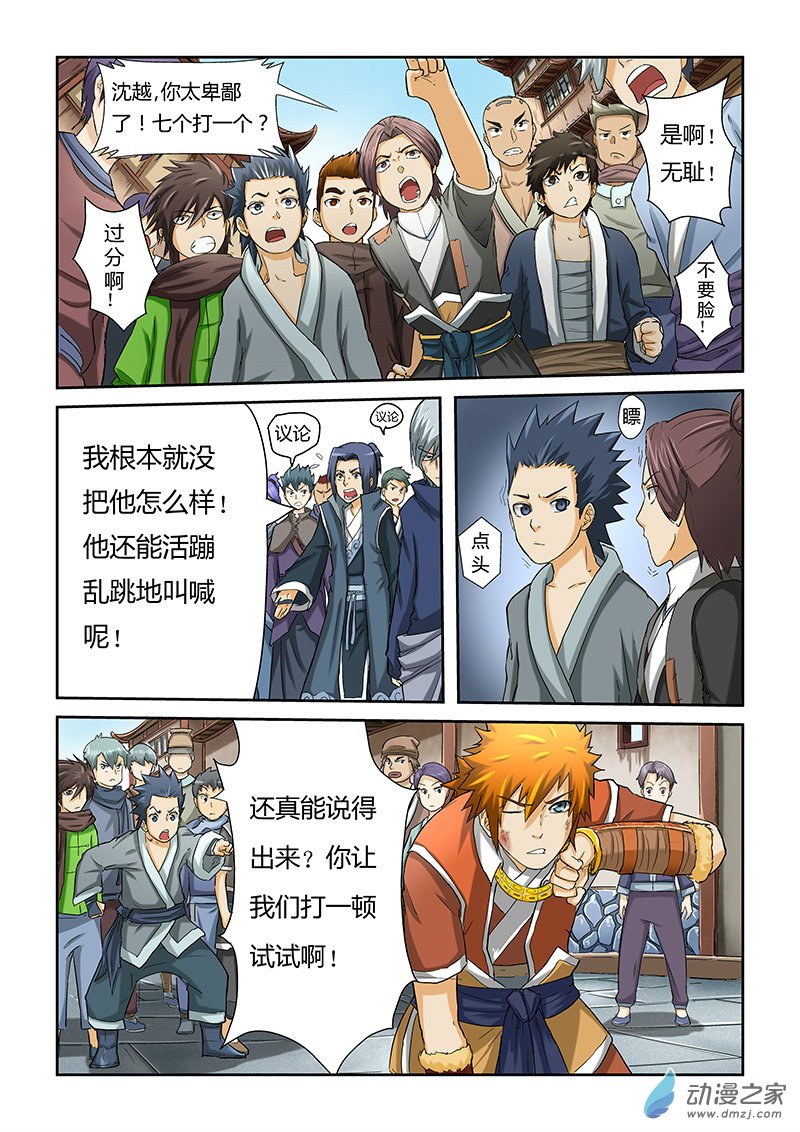 沈越,你太卑鄙
了！七个打一个？
是啊！
无耻！
过分啊！
不要脸！
我根本就没
把他怎么样！
他还能活蹦
乱跳地叫喊
呢！
议论
议论
瞟
点头
还真能说得
出来？你让
我们打一顿
试试啊！
动漫之家
www.dmzj.com